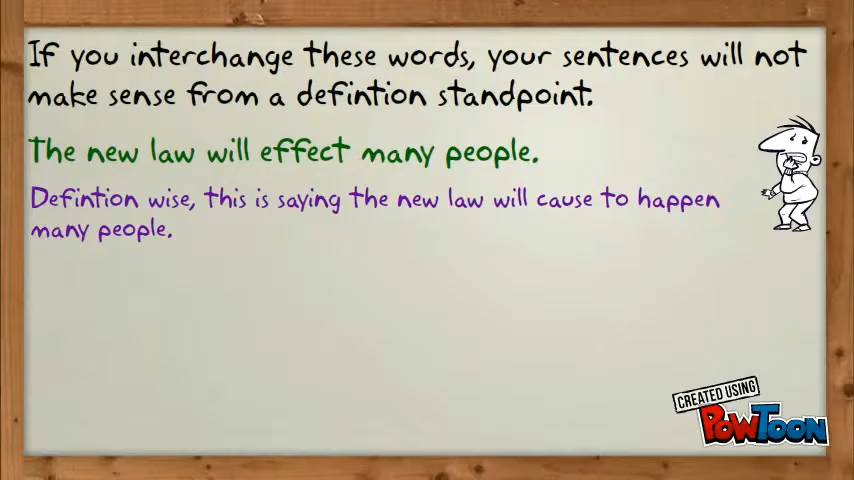 If you interchange these words, your sentences will not
make sense from a defintion standpoint.
The new law will effect many people.
Defintion wise, this is saying the new law will cause to happen
many people.
CREATED USING
POWTOON